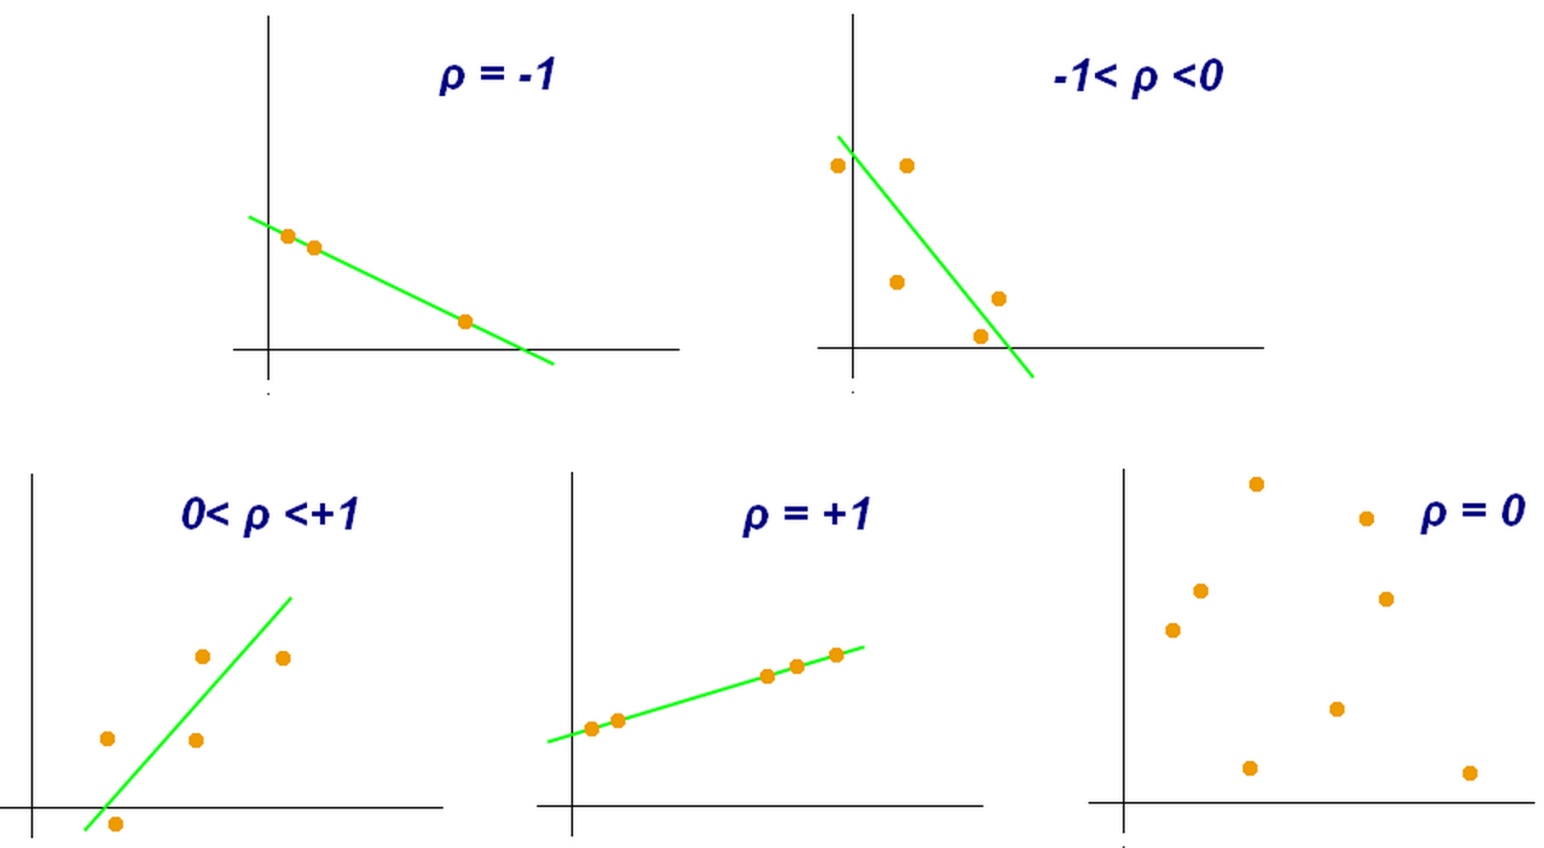 ρ = -1
-1< ρ <0
0< ρ <+1
ρ = +1
ρ = 0